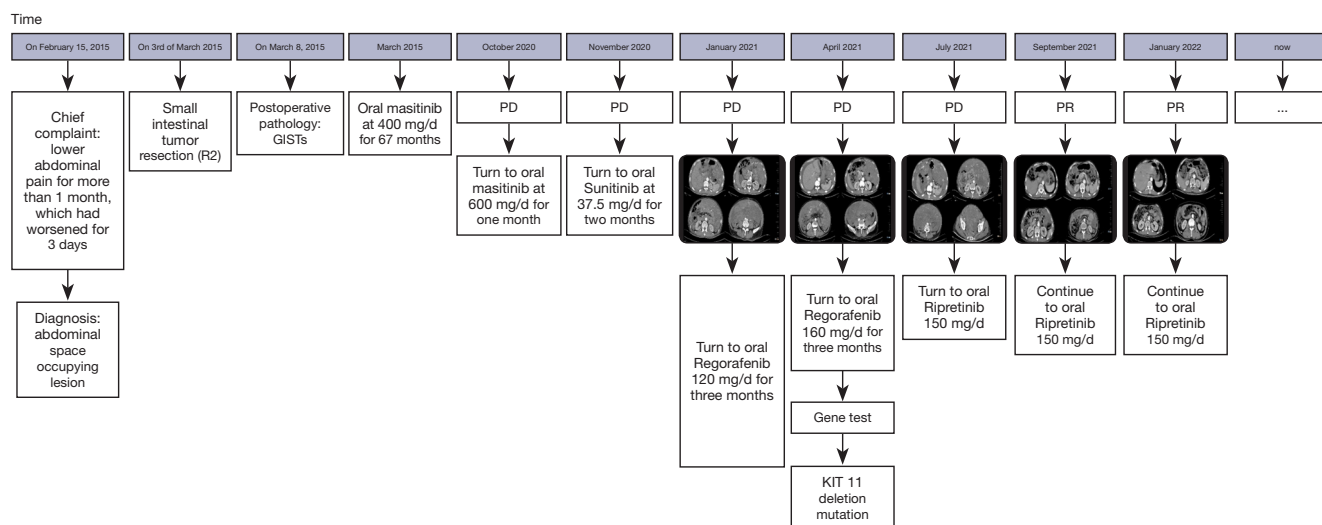 Time
On February 15, 2015
On 3rd of March 2015
On March 8, 2015
March 2015
October 2020
November 2020
January 2021
April 2021
July 2021
September 2021
January 2022
now
Chief
complaint:
lower
abdominal
pain for more
than 1 month,
which had
worsened for
3 days
Diagnosis:
abdominal
space
occupying
lesion
Small
intestinal
tumor
resection (R2)
Postoperative
pathology:
GISTs
Oral masitinib
at 400 mg/d
for 67 months
PD
Turn to oral
masitinib at
600 mg/d for
one month
PD
Turn to oral
Sunitinib at
37.5 mg/d for
two months
PD
Turn to oral
Regorafenib
120 mg/d for
three months
PD
Turn to oral
Regorafenib
160 mg/d for
three months
Gene test
KIT 11
deletion
mutation
PD
Turn to oral
Ripretinib
150 mg/d
PR
Continue
to oral
Ripretinib
150 mg/d
PR
Continue
to oral
Ripretinib
150 mg/d
...